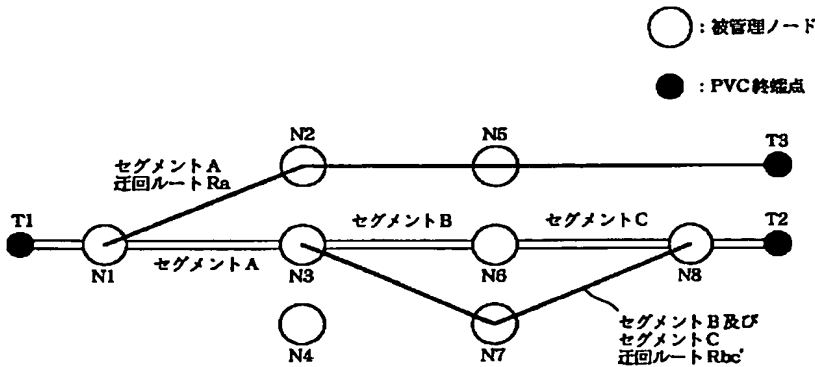 ：被管理ノード
：PVC終端点
N2
N5
T3
セグメントA
迂回ルートRa
T1
セグメントB
セグメントC
T2
N1
セグメントA
N3
N6
N8
N4
N7
セグメントB及び
セグメントC
迂回ルートRbc'